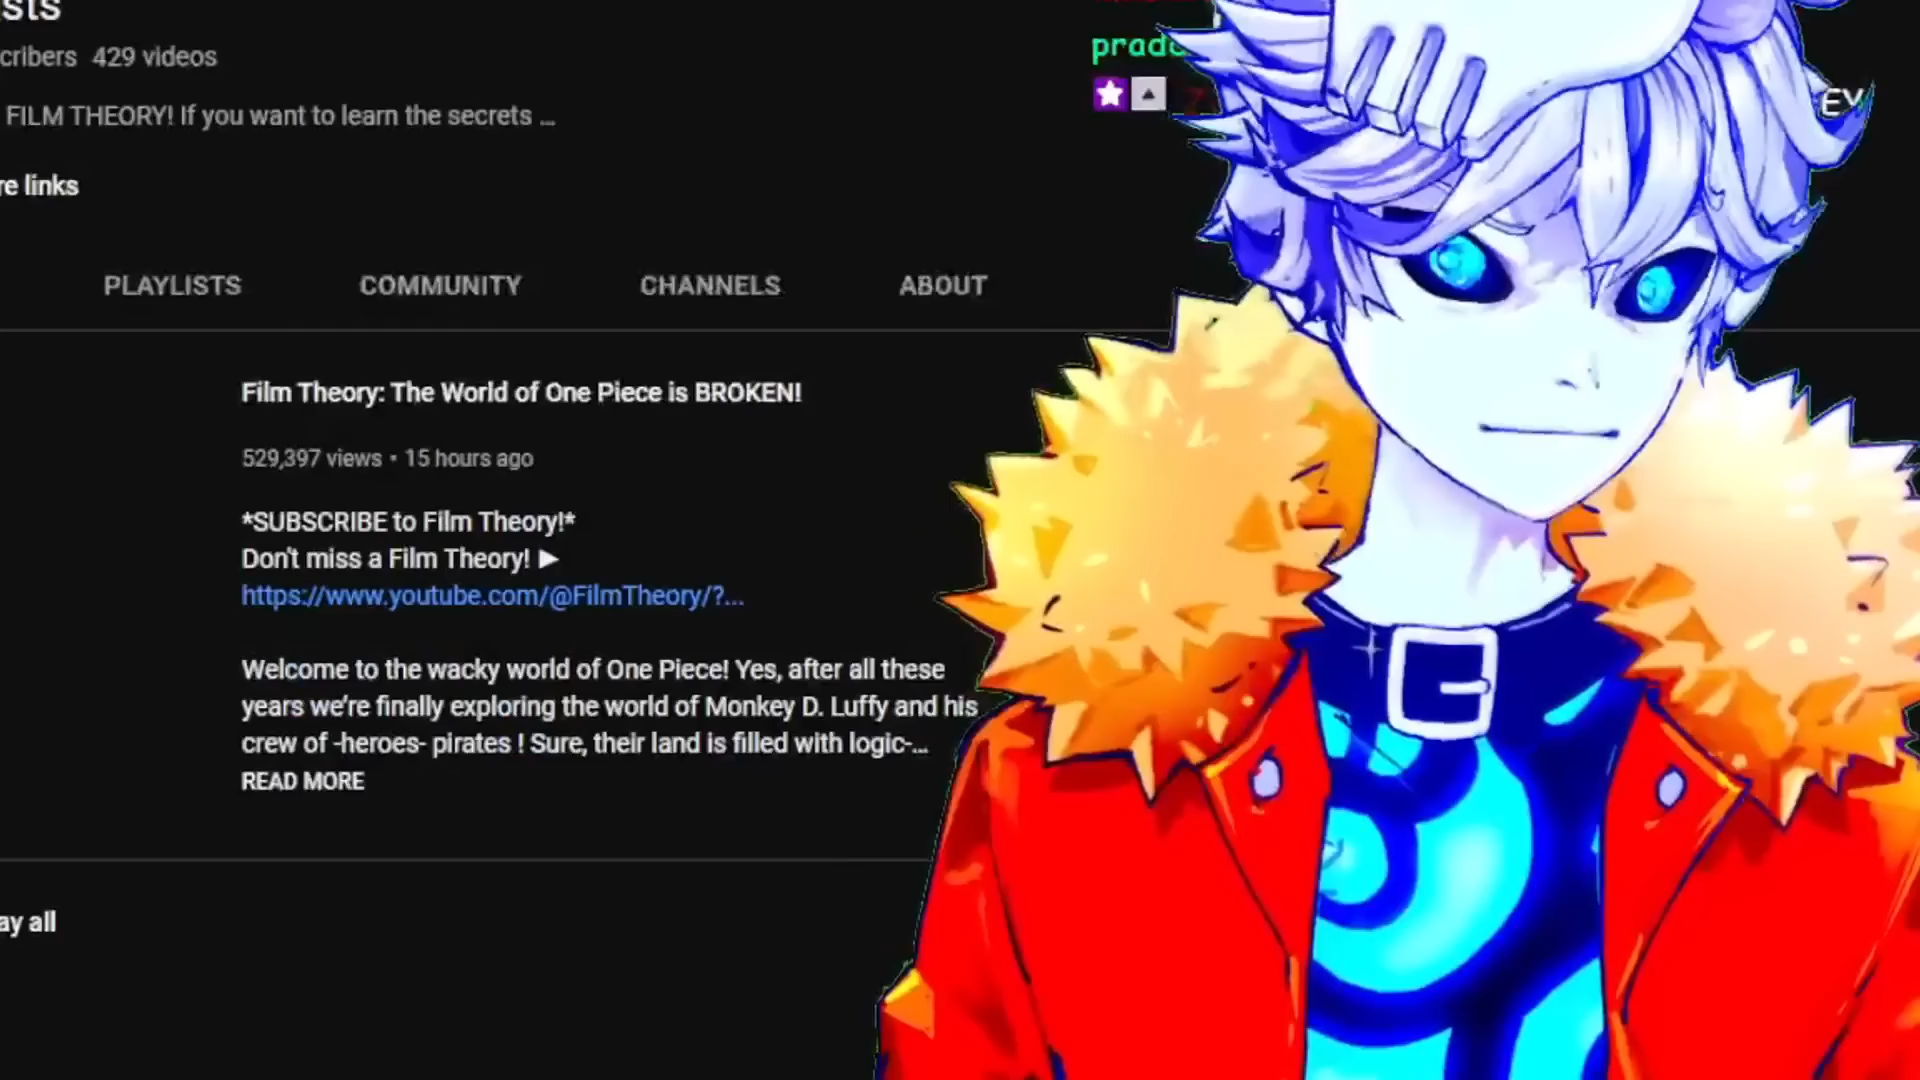 cribers 429 videos
FILM THEORY! If you want to learn the secrets ...
links
PLAYLISTS COMMUNITY CHANNELS ABOUT
Film Theory: The World of One Piece is BROKEN!
529,397 views • 15 hours ago
*SUBSCRIBE to Film Theory!*
Don't miss a Film Theory! ►
https://www.youtube.com/@FilmTheory/?...
Welcome to the wacky world of One Piece! Yes, after all these
years we're finally exploring the world of Monkey D. Luffy and his
crew of -heroes- pirates ! Sure, their land is filled with logic-...
READ MORE
ay all